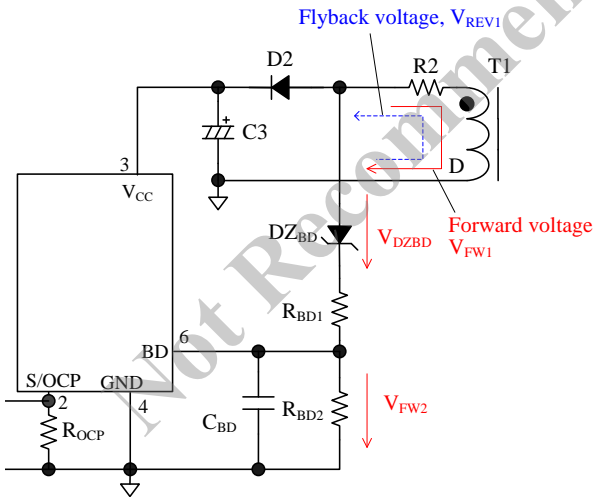 Flyback voltage, VREV1
D2
R2
T1
C3
3
VCC
D
Forward voltage
VFW1
DZBD
VDZBD
RBD1
6
BD
S/OCP
GND
2
4
ROCP
CBD
RBD2
VFW2
Not Recommen